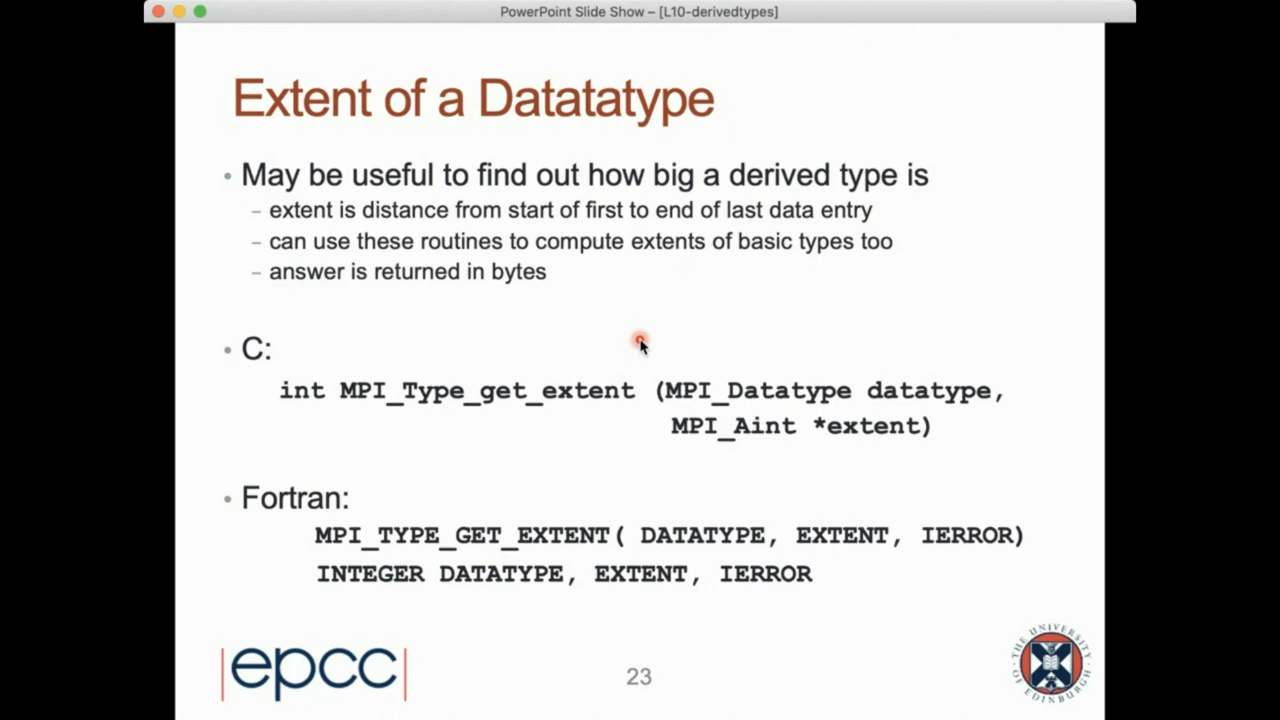 PowerPoint Slide Show – [L10-derivedtypes]
Extent of a Datatatype
• May be useful to find out how big a derived type is
– extent is distance from start of first to end of last data entry
– can use these routines to compute extents of basic types too
– answer is returned in bytes
• C:
int MPI_Type_get_extent (MPI_Datatype datatype,
MPI_Aint *extent)
• Fortran:
MPI_TYPE_GET_EXTENT( DATATYPE, EXTENT, IERROR)
INTEGER DATATYPE, EXTENT, IERROR
epcc
23
THE UNIVERSITY OF EDINBURGH